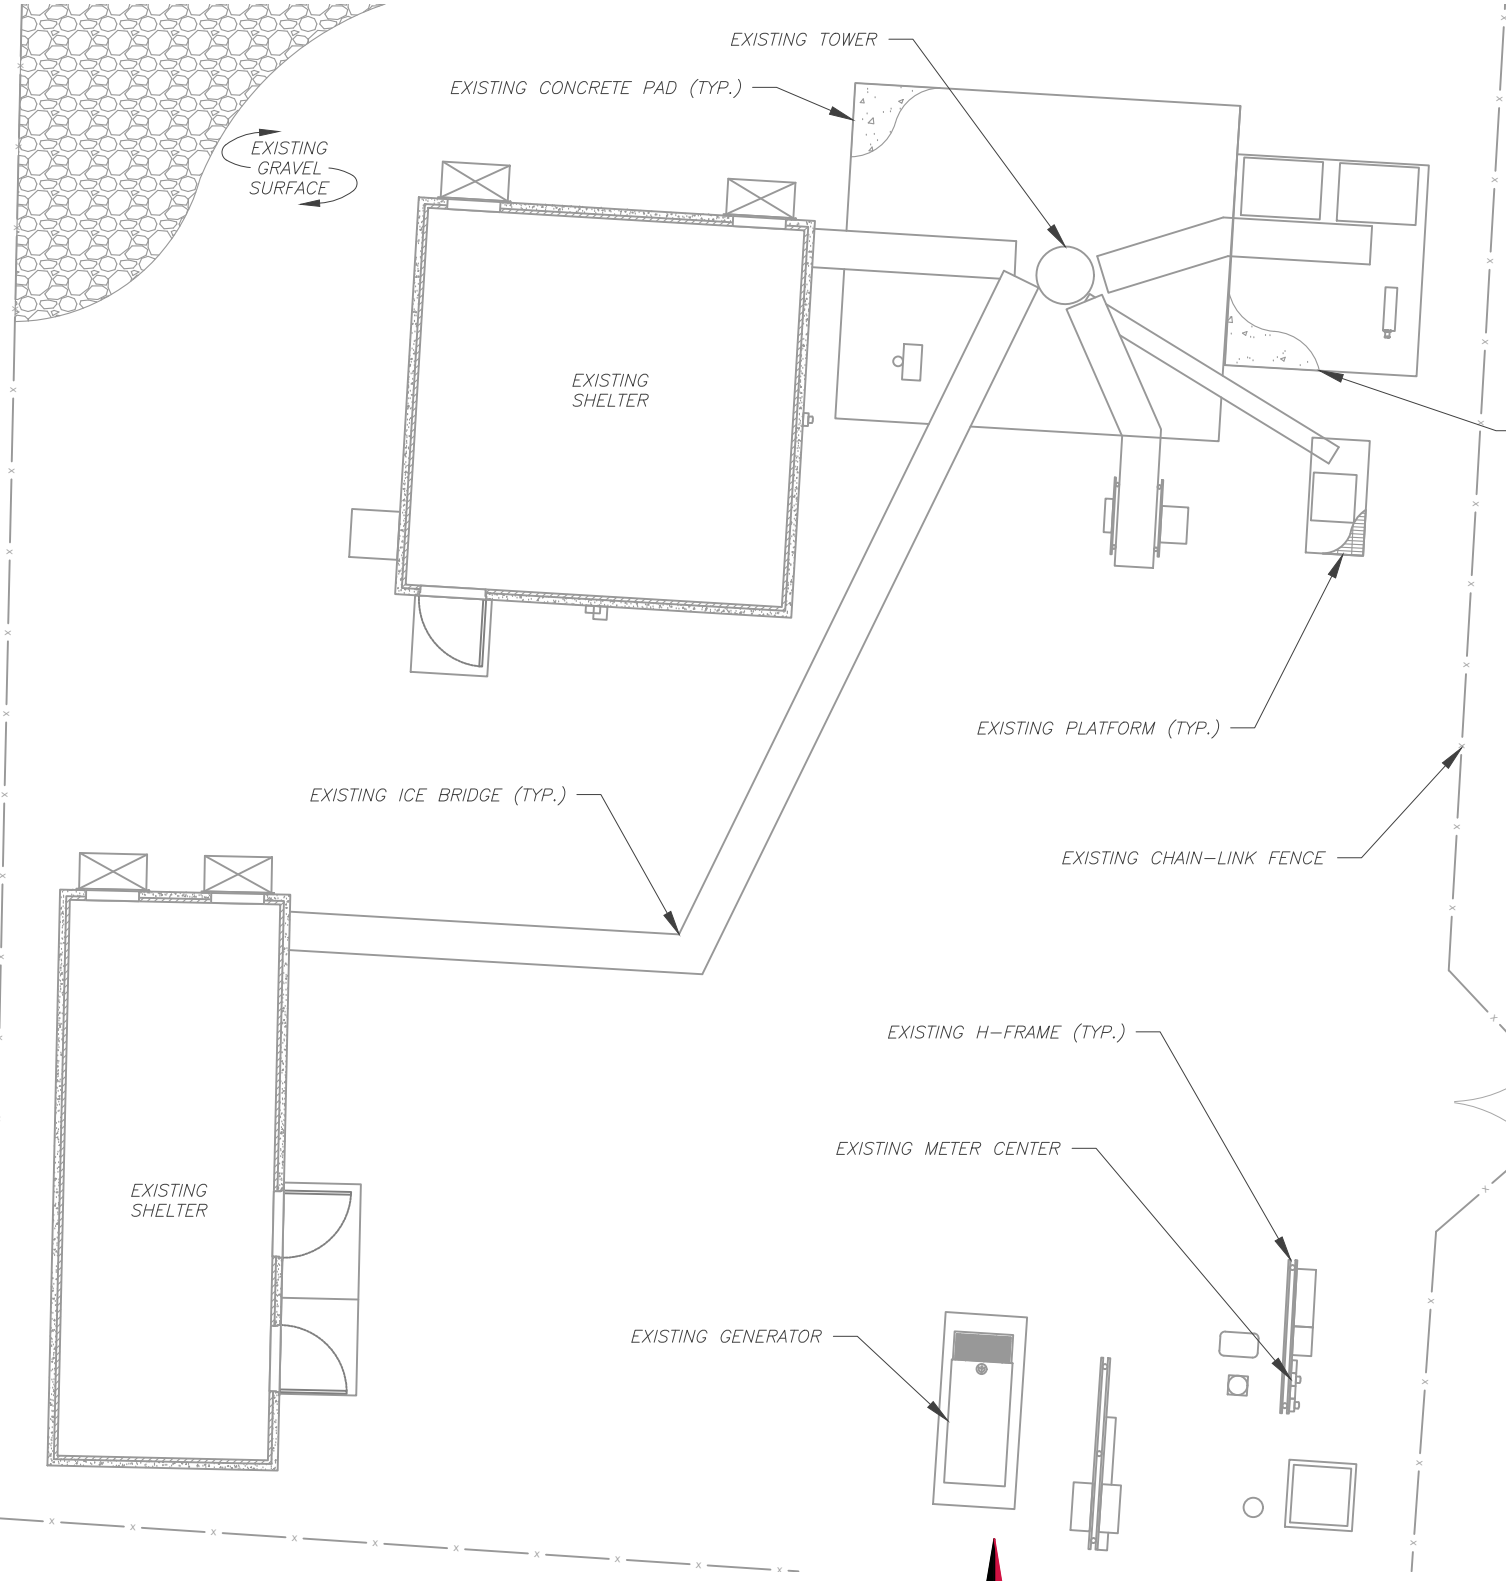 EXISTING TOWER
EXISTING CONCRETE PAD (TYP.)
EXISTING
GRAVEL
SURFACE
EXISTING
SHELTER
EXISTING PLATFORM (TYP.)
EXISTING ICE BRIDGE (TYP.)
EXISTING CHAIN-LINK FENCE
EXISTING H-FRAME (TYP.)
EXISTING METER CENTER
EXISTING
SHELTER
EXISTING GENERATOR